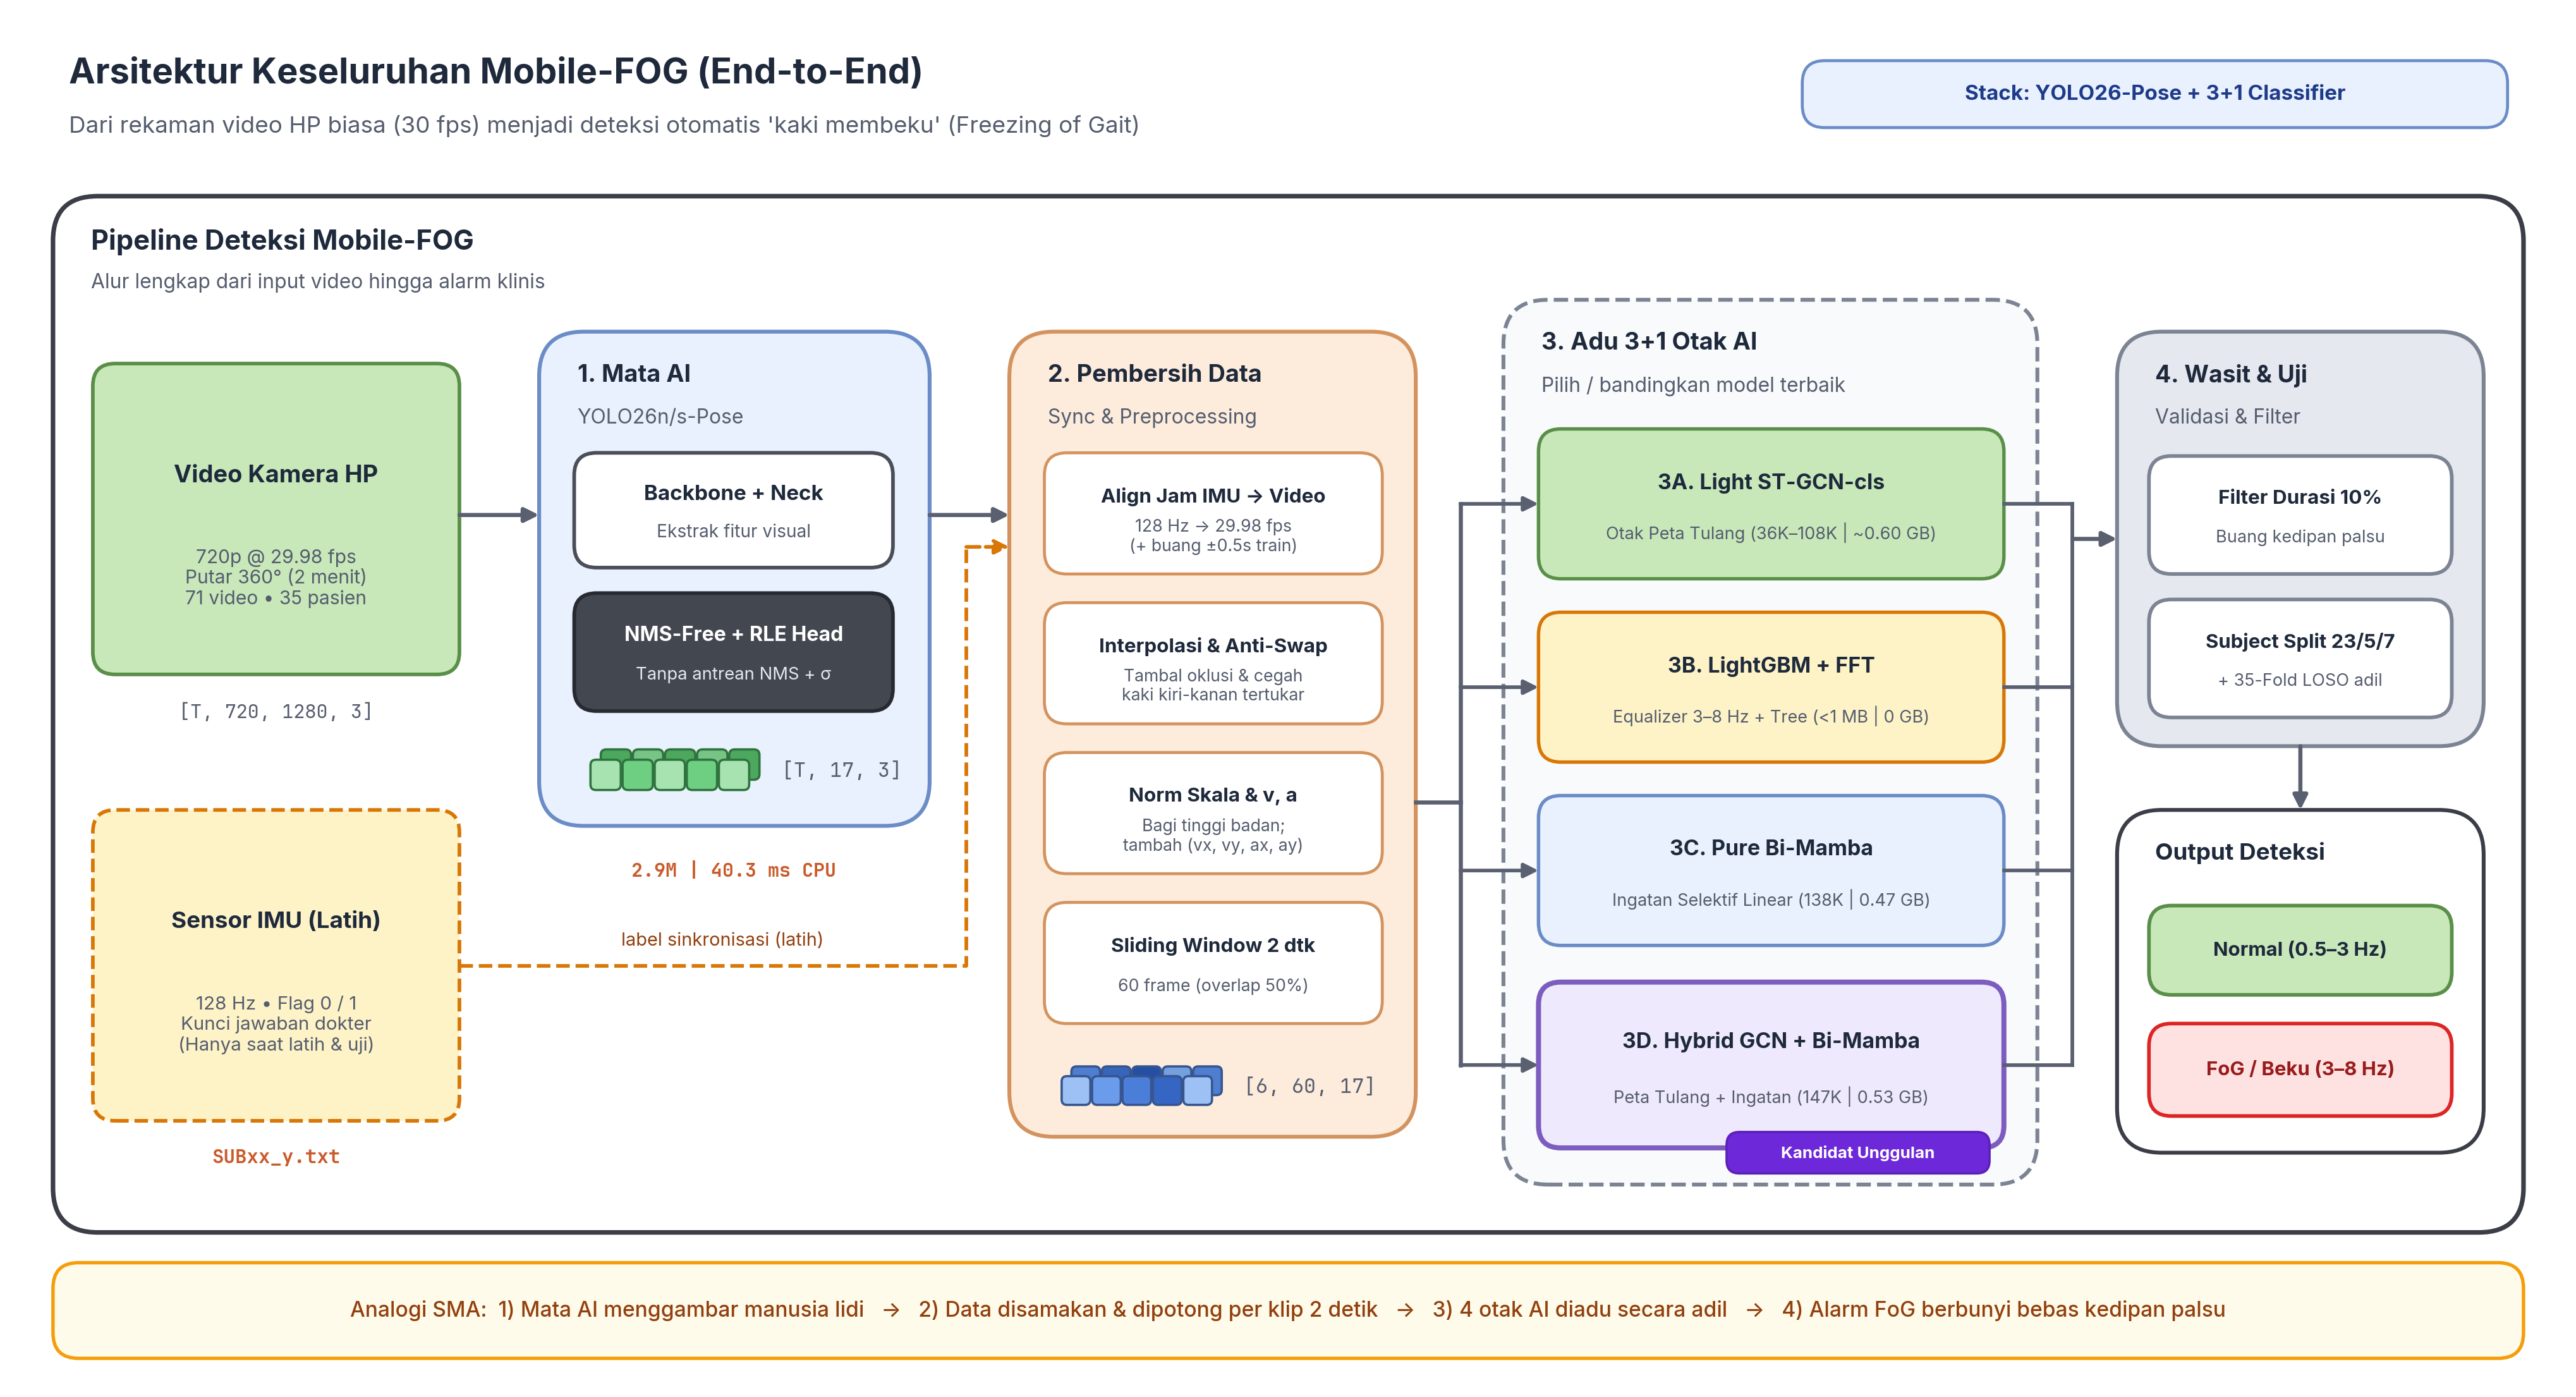 Arsitektur Keseluruhan Mobile-FOG (End-to-End)
Dari rekaman video HP biasa (30 fps) menjadi deteksi otomatis 'kaki membeku' (Freezing of Gait)
Stack: YOLO26-Pose + 3+1 Classifier
Pipeline Deteksi Mobile-FOG
Alur lengkap dari input video hingga alarm klinis
Video Kamera HP
720p @ 29.98 fps
Putar 360° (2 menit)
71 video • 35 pasien
[T, 720, 1280, 3]
Sensor IMU (Latih)
128 Hz • Flag 0 / 1
Kunci jawaban dokter
(Hanya saat latih & uji)
SUBxx_y.txt
1. Mata AI
YOLO26n/s-Pose
Backbone + Neck
Ekstrak fitur visual
NMS-Free + RLE Head
Tanpa antrean NMS + σ
[T, 17, 3]
2.9M | 40.3 ms CPU
label sinkronisasi (latih)
2. Pembersih Data
Sync & Preprocessing
Align Jam IMU → Video
128 Hz → 29.98 fps
(+ buang ±0.5s train)
Interpolasi & Anti-Swap
Tambal oklusi & cegah
kaki kiri-kanan tertukar
Norm Skala & v, a
Bagi tinggi badan;
tambah (vx, vy, ax, ay)
Sliding Window 2 dtk
60 frame (overlap 50%)
[6, 60, 17]
3. Adu 3+1 Otak AI
Pilih / bandingkan model terbaik
3A. Light ST-GCN-cls
Otak Peta Tulang (36K–108K | ~0.60 GB)
3B. LightGBM + FFT
Equalizer 3–8 Hz + Tree (<1 MB | 0 GB)
3C. Pure Bi-Mamba
Ingatan Selektif Linear (138K | 0.47 GB)
3D. Hybrid GCN + Bi-Mamba
Peta Tulang + Ingatan (147K | 0.53 GB)
Kandidat Unggulan
4. Wasit & Uji
Validasi & Filter
Filter Durasi 10%
Buang kedipan palsu
Subject Split 23/5/7
+ 35-Fold LOSO adil
Output Deteksi
Normal (0.5–3 Hz)
FoG / Beku (3–8 Hz)
Analogi SMA: 1) Mata AI menggambar manusia lidi → 2) Data disamakan & dipotong per klip 2 detik → 3) 4 otak AI diadu secara adil → 4) Alarm FoG berbunyi bebas kedipan palsu